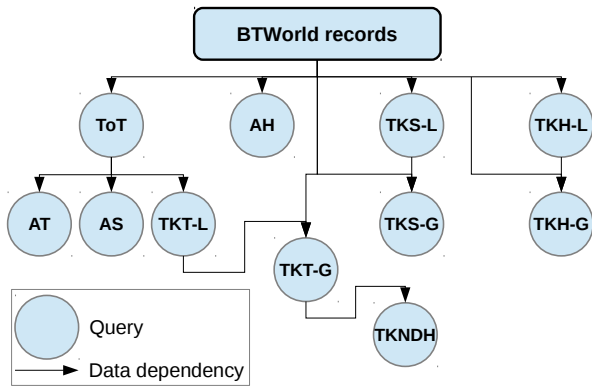 BTWorld records
ToT
AH
TKS-L
TKH-L
AT
AS
TKT-L
TKS-G
TKH-G
TKT-G
TKNDH
Query
Data dependency